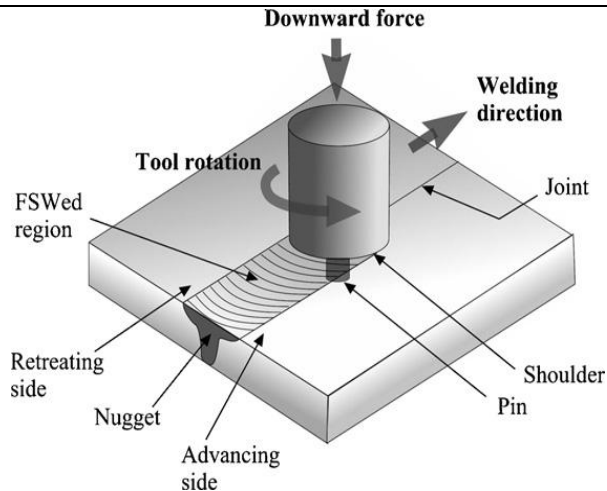 Downward force
Welding
direction
Tool rotation
Joint
FSWed
region
Retreating
side
Shoulder
Nugget
Pin
Advancing
side